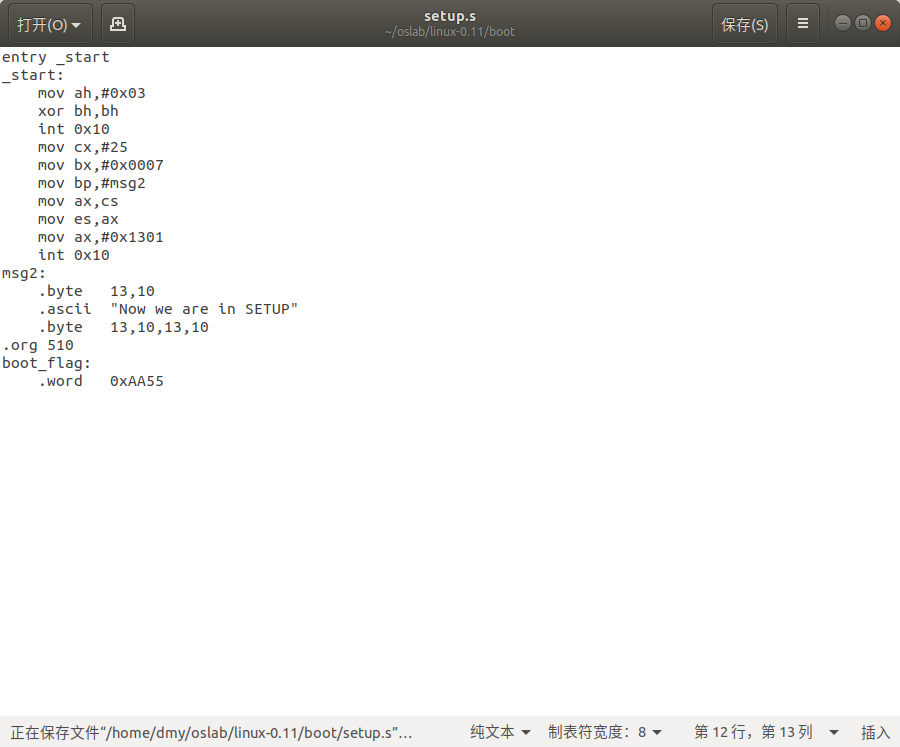 打开(O)
setup.s
~/oslab/linux-0.11/boot
保存(S)
entry _start
_start:
    mov ah,#0x03
    xor bh,bh
    int 0x10
    mov cx,#25
    mov bx,#0x0007
    mov bp,#msg2
    mov ax,cs
    mov es,ax
    mov ax,#0x1301
    int 0x10
msg2:
    .byte   13,10
    .ascii  "Now we are in SETUP"
    .byte   13,10,13,10
.org 510
boot_flag:
    .word   0xAA55
正在保存文件“/home/dmy/oslab/linux-0.11/boot/setup.s”... 纯文本 制表符宽度：8 第 12 行，第 13 列 插入